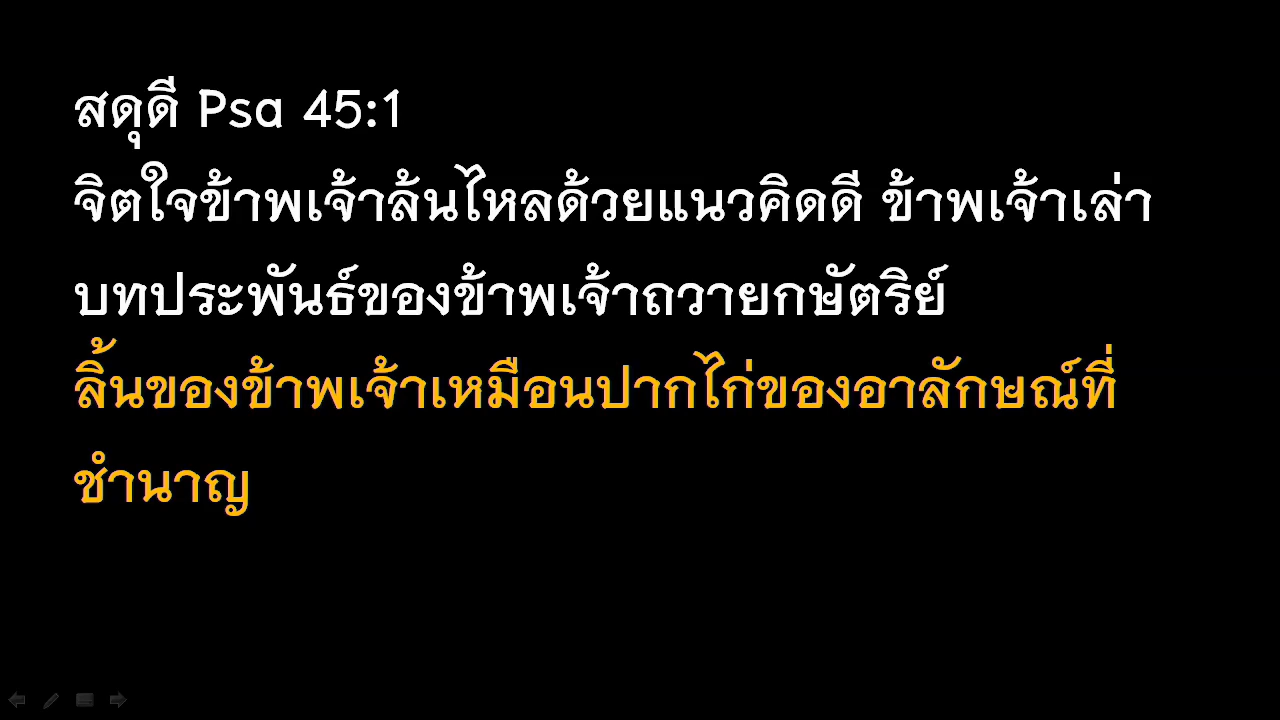 สดุดี Psa 45:1
จิตใจข้าพเจ้าล้นไหลด้วยแนวคิดดี ข้าพเจ้าเล่า
บทประพันธ์ของข้าพเจ้าถวายกษัตริย์
ลิ้นของข้าพเจ้าเหมือนปากไก่ของอาลักษณ์ที่
ชำนาญ